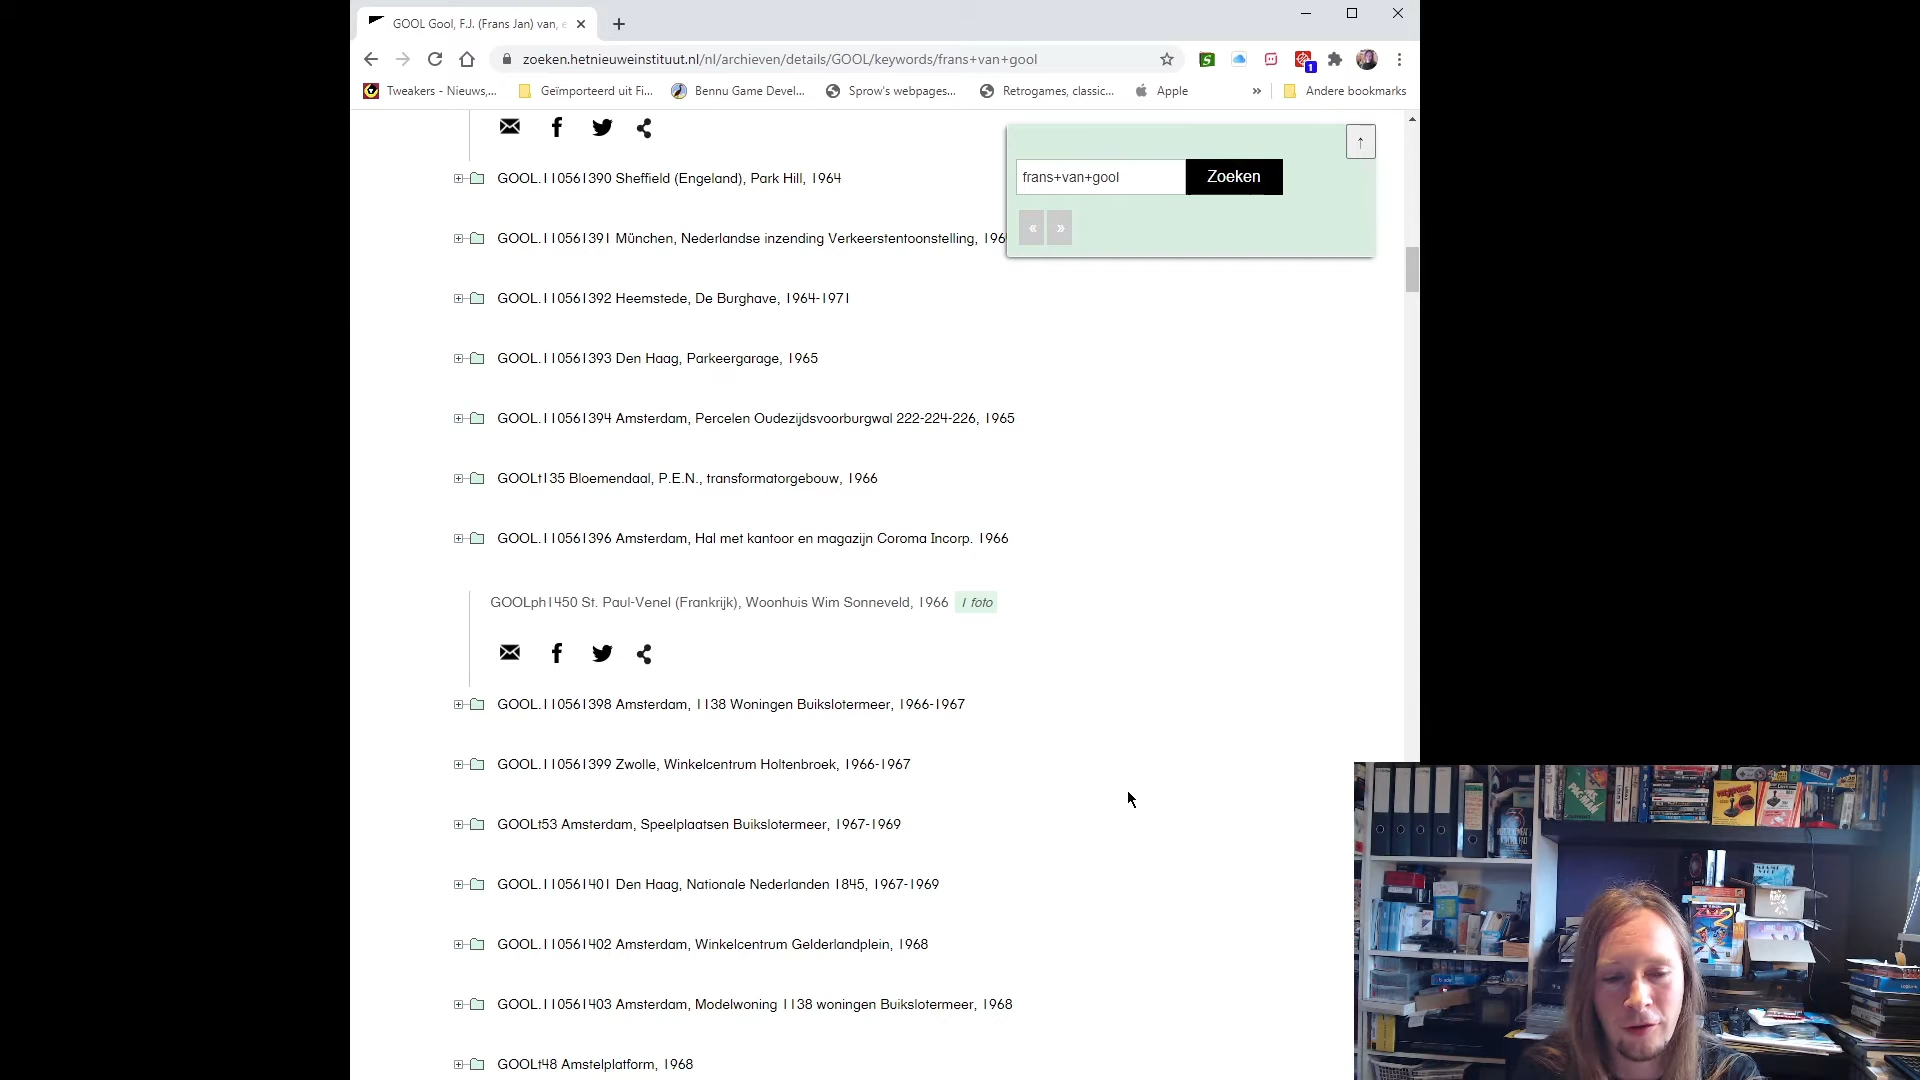 GOOL Gool, F.J. (Frans Jan) van, e
zoeken.hetnieuweinstituut.nl/nl/archieven/details/GOOL/keywords/frans+van+gool
1
Tweakers - Nieuws,...
Geïmporteerd uit Fi...
Bennu Game Devel...
Sprow's webpages...
Retrogames, classic...
Apple
»
Andere bookmarks
↑
frans+van+gool
Zoeken
« »
GOOL.110561390 Sheffield (Engeland), Park Hill, 1964
GOOL.110561391 München, Nederlandse inzending Verkeerstentoonstelling, 196
GOOL.110561392 Heemstede, De Burghave, 1964-1971
GOOL.110561393 Den Haag, Parkeergarage, 1965
GOOL.110561394 Amsterdam, Percelen Oudezijdsvoorburgwal 222-224-226, 1965
GOOLt135 Bloemendaal, P.E.N., transformatorgebouw, 1966
GOOL.110561396 Amsterdam, Hal met kantoor en magazijn Coroma Incorp. 1966
GOOLph1450 St. Paul-Venel (Frankrijk), Woonhuis Wim Sonneveld, 1966 1 foto
GOOL.110561398 Amsterdam, 1138 Woningen Buikslotermeer, 1966-1967
GOOL.110561399 Zwolle, Winkelcentrum Holtenbroek, 1966-1967
GOOLt53 Amsterdam, Speelplaatsen Buikslotermeer, 1967-1969
GOOL.110561401 Den Haag, Nationale Nederlanden 1845, 1967-1969
GOOL.110561402 Amsterdam, Winkelcentrum Gelderlandplein, 1968
GOOL.110561403 Amsterdam, Modelwoning 1138 woningen Buikslotermeer, 1968
GOOLt48 Amstelplatform, 1968